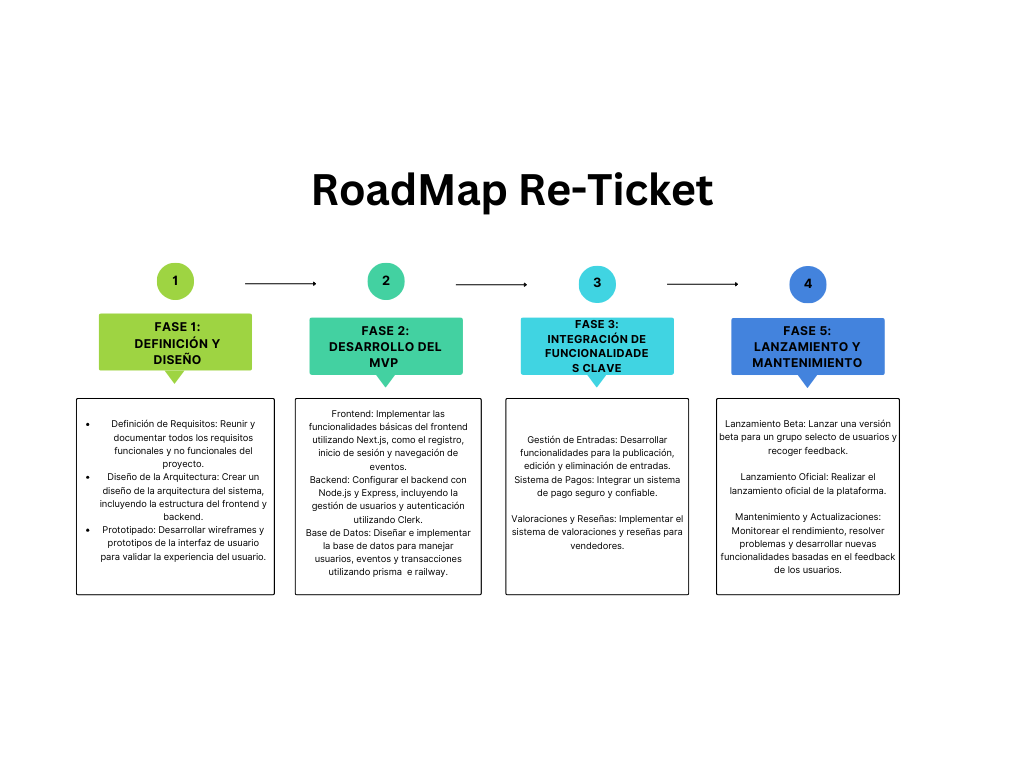 RoadMap Re-Ticket
1
2
3
4
FASE 1:
DEFINICIÓN Y
DISEÑO
FASE 2:
DESARROLLO DEL
MVP
FASE 3:
INTEGRACIÓN DE
FUNCIONALIDADE
S CLAVE
FASE 5:
LANZAMIENTO Y
MANTENIMIENTO
• Definición de Requisitos: Reunir y
documentar todos los requisitos
funcionales y no funcionales del
proyecto.
• Diseño de la Arquitectura: Crear un
diseño de la arquitectura del sistema,
incluyendo la estructura del frontend y
backend.
• Prototipado: Desarrollar wireframes y
prototipos de la interfaz de usuario
para validar la experiencia del usuario.
Frontend: Implementar las
funcionalidades básicas del frontend
utilizando Next.js, como el registro,
inicio de sesión y navegación de
eventos.
Backend: Configurar el backend con
Node.js y Express, incluyendo la
gestión de usuarios y autenticación
utilizando Clerk.
Base de Datos: Diseñar e implementar
la base de datos para manejar
usuarios, eventos y transacciones
utilizando prisma e railway.
Gestión de Entradas: Desarrollar
funcionalidades para la publicación,
edición y eliminación de entradas.
Sistema de Pagos: Integrar un sistema
de pago seguro y confiable.
Valoraciones y Reseñas: Implementar el
sistema de valoraciones y reseñas para
vendedores.
Lanzamiento Beta: Lanzar una versión
beta para un grupo selecto de usuarios y
recoger feedback.
Lanzamiento Oficial: Realizar el
lanzamiento oficial de la plataforma.
Mantenimiento y Actualizaciones:
Monitorear el rendimiento, resolver
problemas y desarrollar nuevas
funcionalidades basadas en el feedback
de los usuarios.